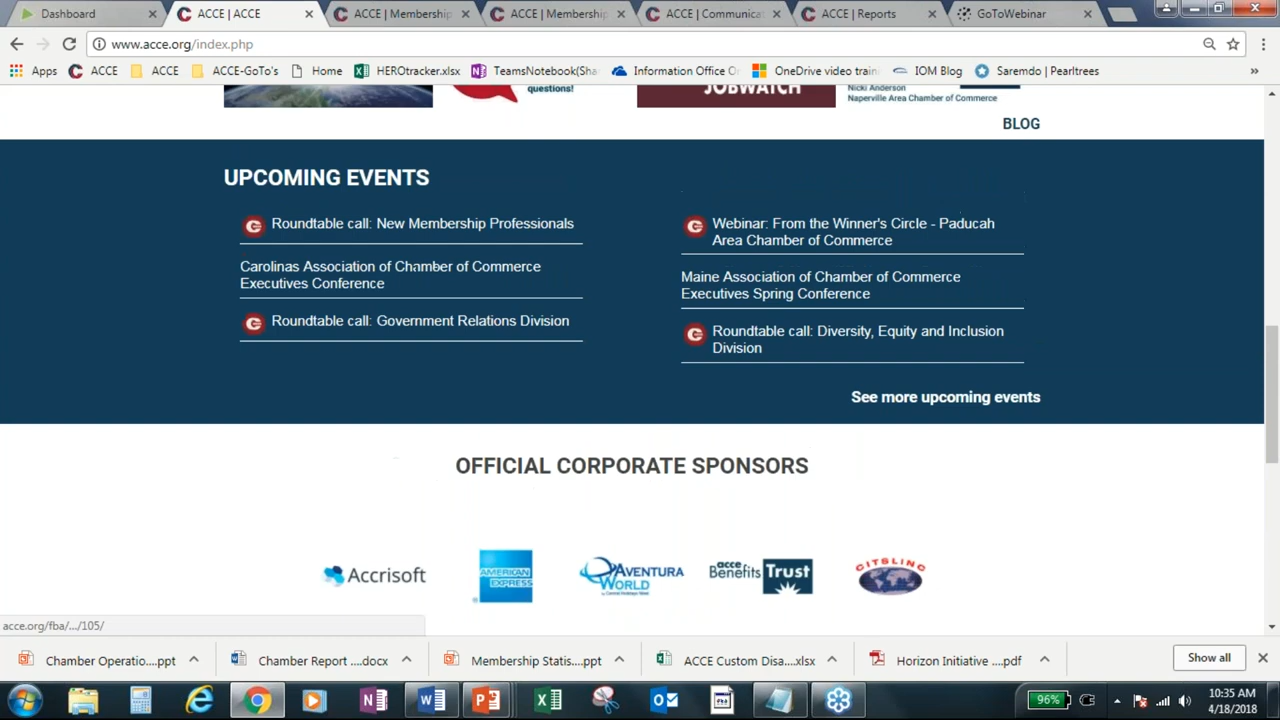 Dashboard
ACCE | ACCE
ACCE | Membership
ACCE | Membership
ACCE | Communica
ACCE | Reports
GoToWebinar
www.acce.org/index.php
Apps
ACCE
ACCE
ACCE-GoTo's
Home
HEROtracker.xlsx
TeamsNotebook(Sha
Information Office O
OneDrive video train
IOM Blog
Saremdo | Pearltrees
»
questions!
JOBWATCH
Nicki Anderson
Naperville Area Chamber of Commerce
BLOG
UPCOMING EVENTS
Roundtable call: New Membership Professionals
Carolinas Association of Chamber of Commerce
Executives Conference
Roundtable call: Government Relations Division
Webinar: From the Winner's Circle - Paducah
Area Chamber of Commerce
Maine Association of Chamber of Commerce
Executives Spring Conference
Roundtable call: Diversity, Equity and Inclusion
Division
See more upcoming events
OFFICIAL CORPORATE SPONSORS
Accrisoft
AMERICAN
EXPRESS
AVENTURA
WORLD
acce
Benefits Trust
CITSLINC
acce.org/fba/.../105/
Chamber Operatio....ppt
Chamber Report ....docx
Membership Statis....ppt
ACCE Custom Disa....xlsx
Horizon Initiative ....pdf
Show all
96%
10:35 AM
4/18/2018